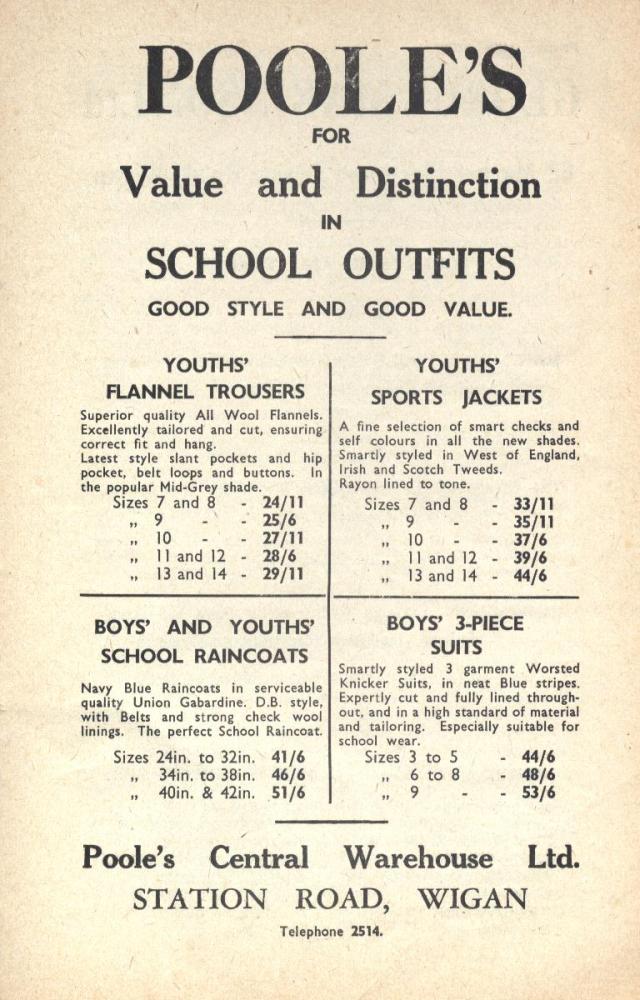 POOLE'S
FOR
Value and Distinction
IN
SCHOOL OUTFITS
GOOD STYLE AND GOOD VALUE.
YOUTHS'
FLANNEL TROUSERS
Superior quality All Wool Flannels.
Excellently tailored and cut, ensuring
correct fit and hang.
Latest style slant pockets and hip
pocket, belt loops and buttons. In
the popular Mid-Grey shade.
Sizes 7 and 8 - 24/11
„ 9 - - 25/6
„ 10 - - 27/11
„ 11 and 12 - 28/6
„ 13 and 14 - 29/11
YOUTHS'
SPORTS JACKETS
A fine selection of smart checks and
self colours in all the new shades.
Smartly styled in West of England,
Irish and Scotch Tweeds.
Rayon lined to tone.
Sizes 7 and 8 - 33/11
„ 9 - - 35/11
„ 10 - - 37/6
„ 11 and 12 - 39/6
„ 13 and 14 - 44/6
BOYS' AND YOUTHS'
SCHOOL RAINCOATS
Navy Blue Raincoats in serviceable
quality Union Gabardine. D.B. style,
with Belts and strong check wool
linings. The perfect School Raincoat.
Sizes 24in. to 32in. 41/6
„ 34in. to 38in. 46/6
„ 40in. & 42in. 51/6
BOYS' 3-PIECE
SUITS
Smartly styled 3 garment Worsted
Knicker Suits, in neat Blue stripes.
Expertly cut and fully lined through-
out, and in a high standard of material
and tailoring. Especially suitable for
school wear.
Sizes 3 to 5 - 44/6
„ 6 to 8 - 48/6
„ 9 - - 53/6
Poole's Central Warehouse Ltd.
STATION ROAD, WIGAN
Telephone 2514.